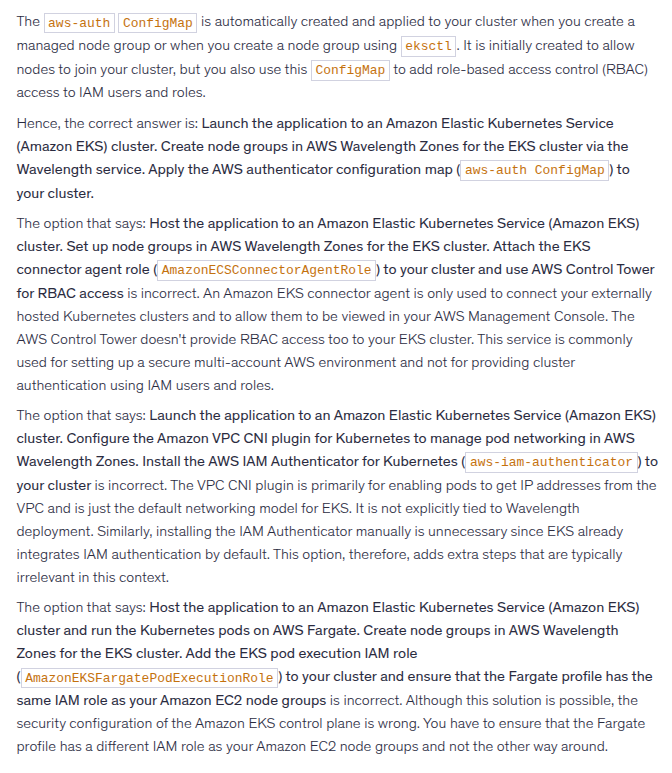 The aws-auth ConfigMap is automatically created and applied to your cluster when you create a
managed node group or when you create a node group using eksctl. It is initially created to allow
nodes to join your cluster, but you also use this ConfigMap to add role-based access control (RBAC)
access to IAM users and roles.
Hence, the correct answer is: Launch the application to an Amazon Elastic Kubernetes Service
(Amazon EKS) cluster. Create node groups in AWS Wavelength Zones for the EKS cluster via the
Wavelength service. Apply the AWS authenticator configuration map (aws-auth ConfigMap) to
your cluster.
The option that says: Host the application to an Amazon Elastic Kubernetes Service (Amazon EKS)
cluster. Set up node groups in AWS Wavelength Zones for the EKS cluster. Attach the EKS
connector agent role (AmazonECSConnectorAgentRole) to your cluster and use AWS Control Tower
for RBAC access is incorrect. An Amazon EKS connector agent is only used to connect your externally
hosted Kubernetes clusters and to allow them to be viewed in your AWS Management Console. The
AWS Control Tower doesn't provide RBAC access too to your EKS cluster. This service is commonly
used for setting up a secure multi-account AWS environment and not for providing cluster
authentication using IAM users and roles.
The option that says: Launch the application to an Amazon Elastic Kubernetes Service (Amazon EKS)
cluster. Configure the Amazon VPC CNI plugin for Kubernetes to manage pod networking in AWS
Wavelength Zones. Install the AWS IAM Authenticator for Kubernetes (aws-iam-authenticator) to
your cluster is incorrect. The VPC CNI plugin is primarily for enabling pods to get IP addresses from the
VPC and is just the default networking model for EKS. It is not explicitly tied to Wavelength
deployment. Similarly, installing the IAM Authenticator manually is unnecessary since EKS already
integrates IAM authentication by default. This option, therefore, adds extra steps that are typically
irrelevant in this context.
The option that says: Host the application to an Amazon Elastic Kubernetes Service (Amazon EKS)
cluster and run the Kubernetes pods on AWS Fargate. Create node groups in AWS Wavelength
Zones for the EKS cluster. Add the EKS pod execution IAM role
(AmazonEKSFargatePodExecutionRole) to your cluster and ensure that the Fargate profile has the
same IAM role as your Amazon EC2 node groups is incorrect. Although this solution is possible, the
security configuration of the Amazon EKS control plane is wrong. You have to ensure that the Fargate
profile has a different IAM role as your Amazon EC2 node groups and not the other way around.